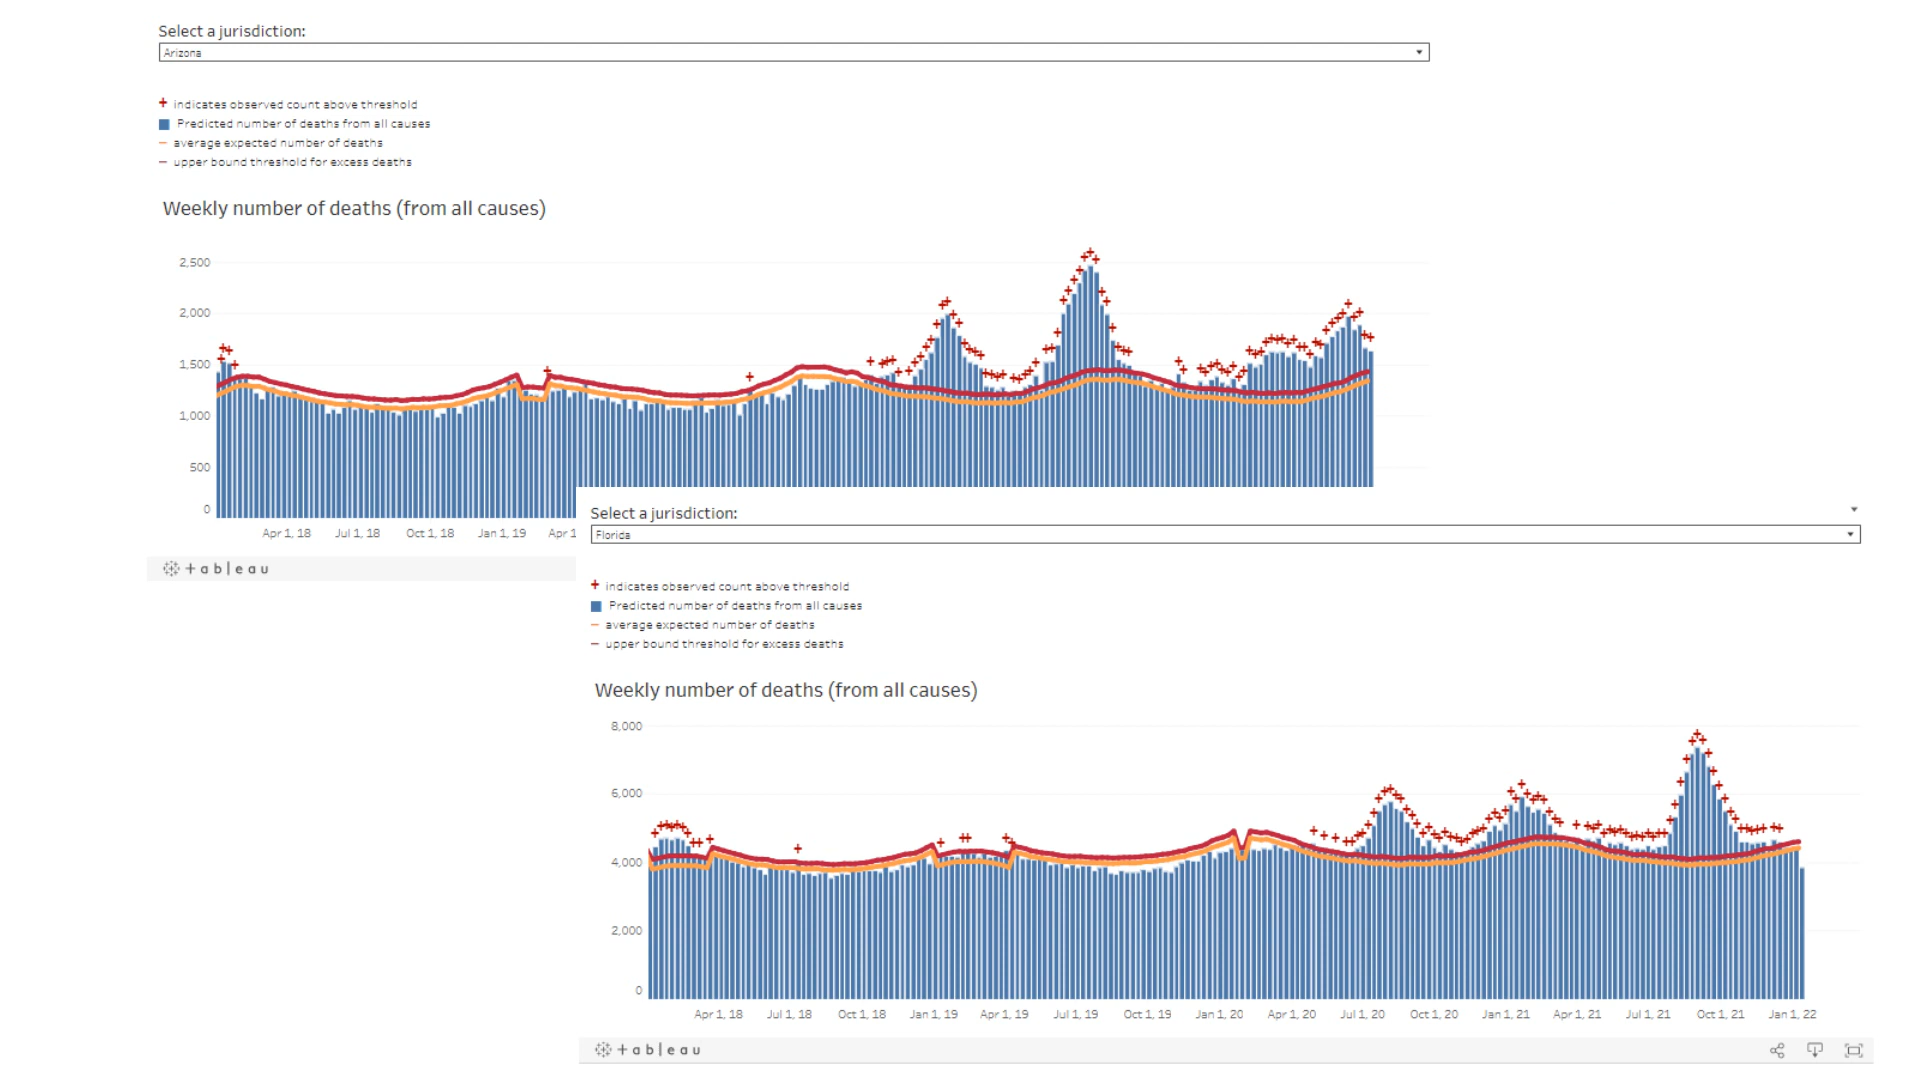 Select a jurisdiction:
Arizona
+ indicates observed count above threshold
Predicted number of deaths from all causes
average expected number of deaths
upper bound threshold for excess deaths
Weekly number of deaths (from all causes)
2,500
2,000
1,500
1,000
500
0
Apr 1, 18 Jul 1, 18 Oct 1, 18 Jan 1, 19 Apr 1
+ableau
Select a jurisdiction:
Florida
+ indicates observed count above threshold
Predicted number of deaths from all causes
average expected number of deaths
upper bound threshold for excess deaths
Weekly number of deaths (from all causes)
8,000
6,000
4,000
2,000
0
Apr 1, 18 Jul 1, 18 Oct 1, 18 Jan 1, 19 Apr 1, 19 Jul 1, 19 Oct 1, 19 Jan 1, 20 Apr 1, 20 Jul 1, 20 Oct 1, 20 Jan 1, 21 Apr 1, 21 Jul 1, 21 Oct 1, 21 Jan 1, 22
+ableau